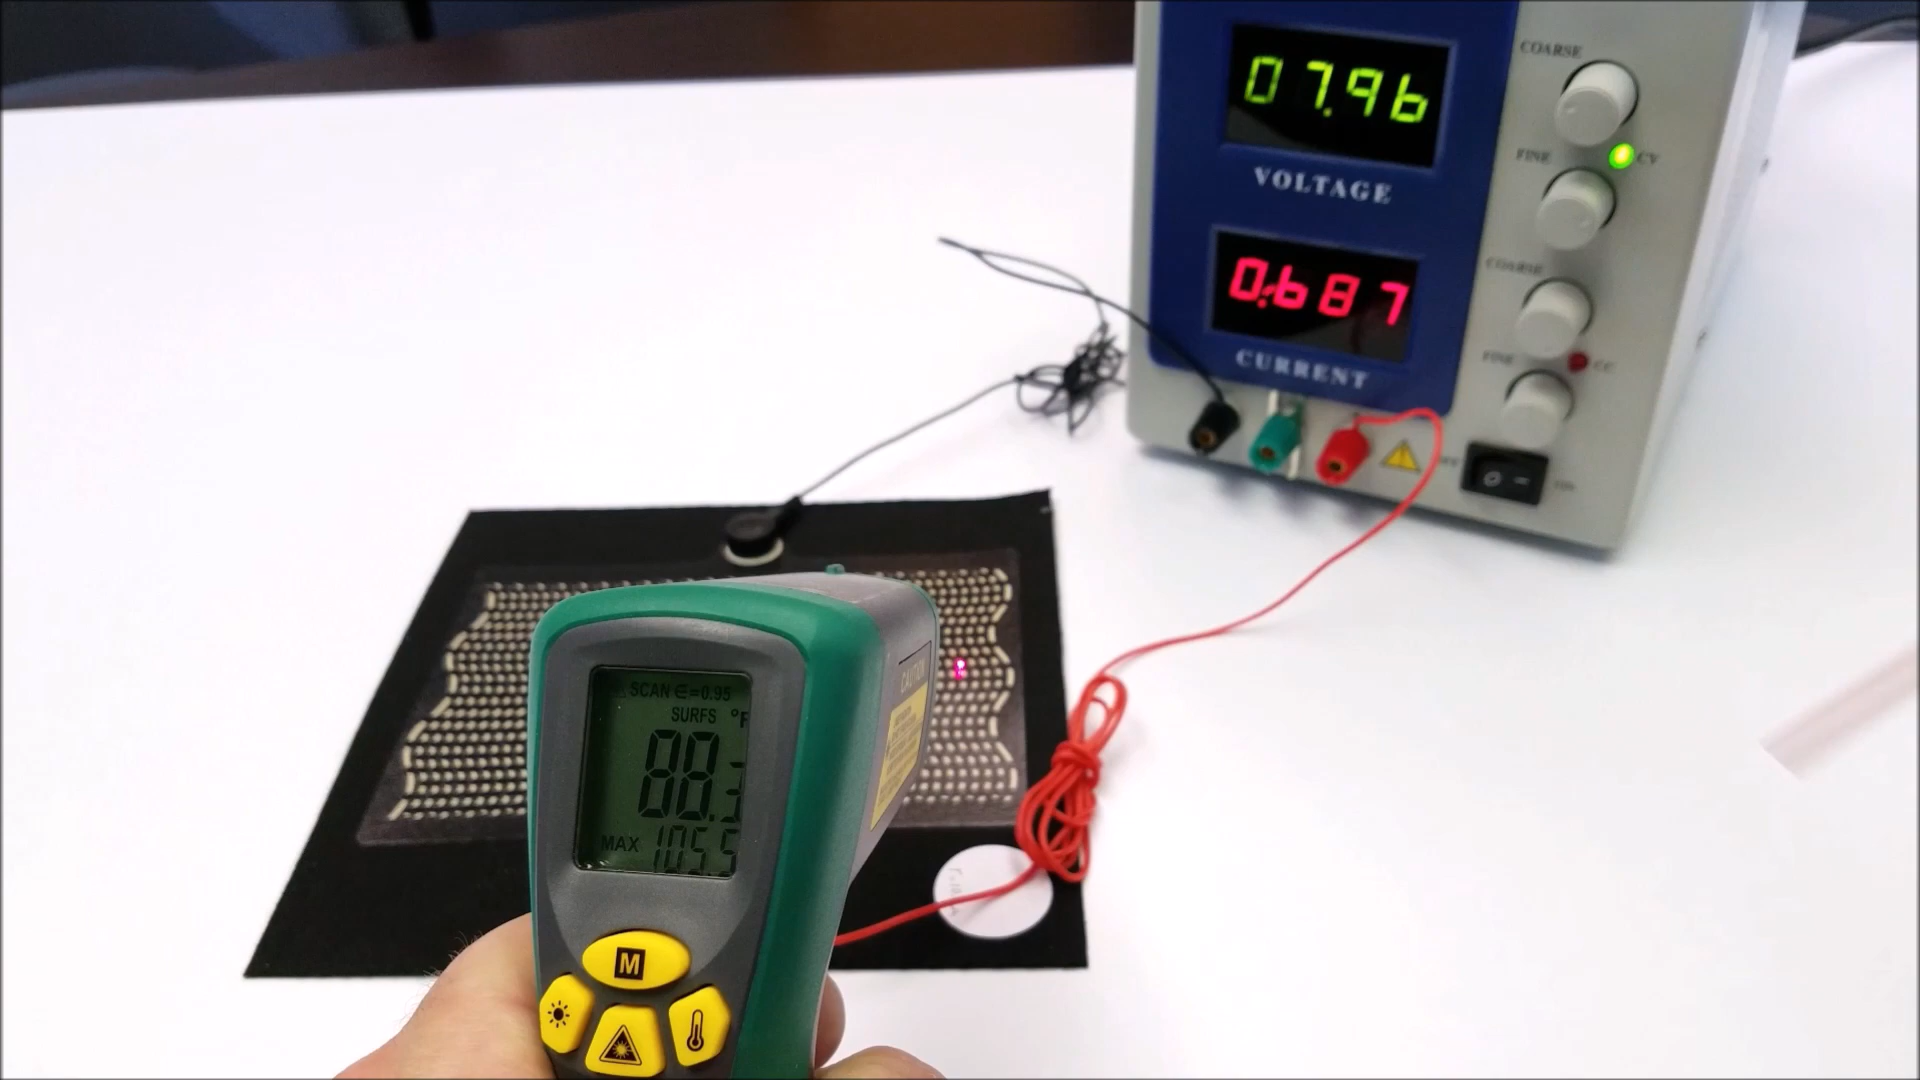 COARSE
07.96
FINE
CV
VOLTAGE
COARSE
0.687
FINE
CC
CURRENT
SCAN ∈=0.95
SURFS °F
88.3
MAX 105.5
CAUTION
M